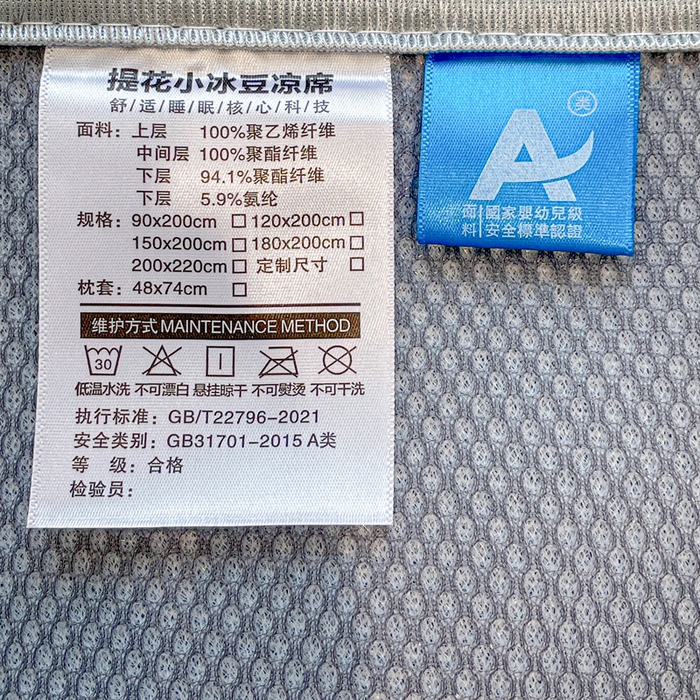 提花小冰豆凉席
舒/适/睡/眠/核/心/科/技
面料：上层 100%聚乙烯纤维
中间层 100%聚酯纤维
下层 94.1%聚酯纤维
下层 5.9%氨纶
规格：90x200cm □ 120x200cm □
150x200cm □ 180x200cm □
200x220cm □ 定制尺寸 □
枕套：48x74cm □
维护方式 MAINTENANCE METHOD
30
低温水洗 不可漂白 悬挂晾干 不可熨烫 不可干洗
执行标准：GB/T22796-2021
安全类别：GB31701-2015 A类
等 级：合格
检验员：
A 类
面料 國家嬰幼兒級
安全標準認證